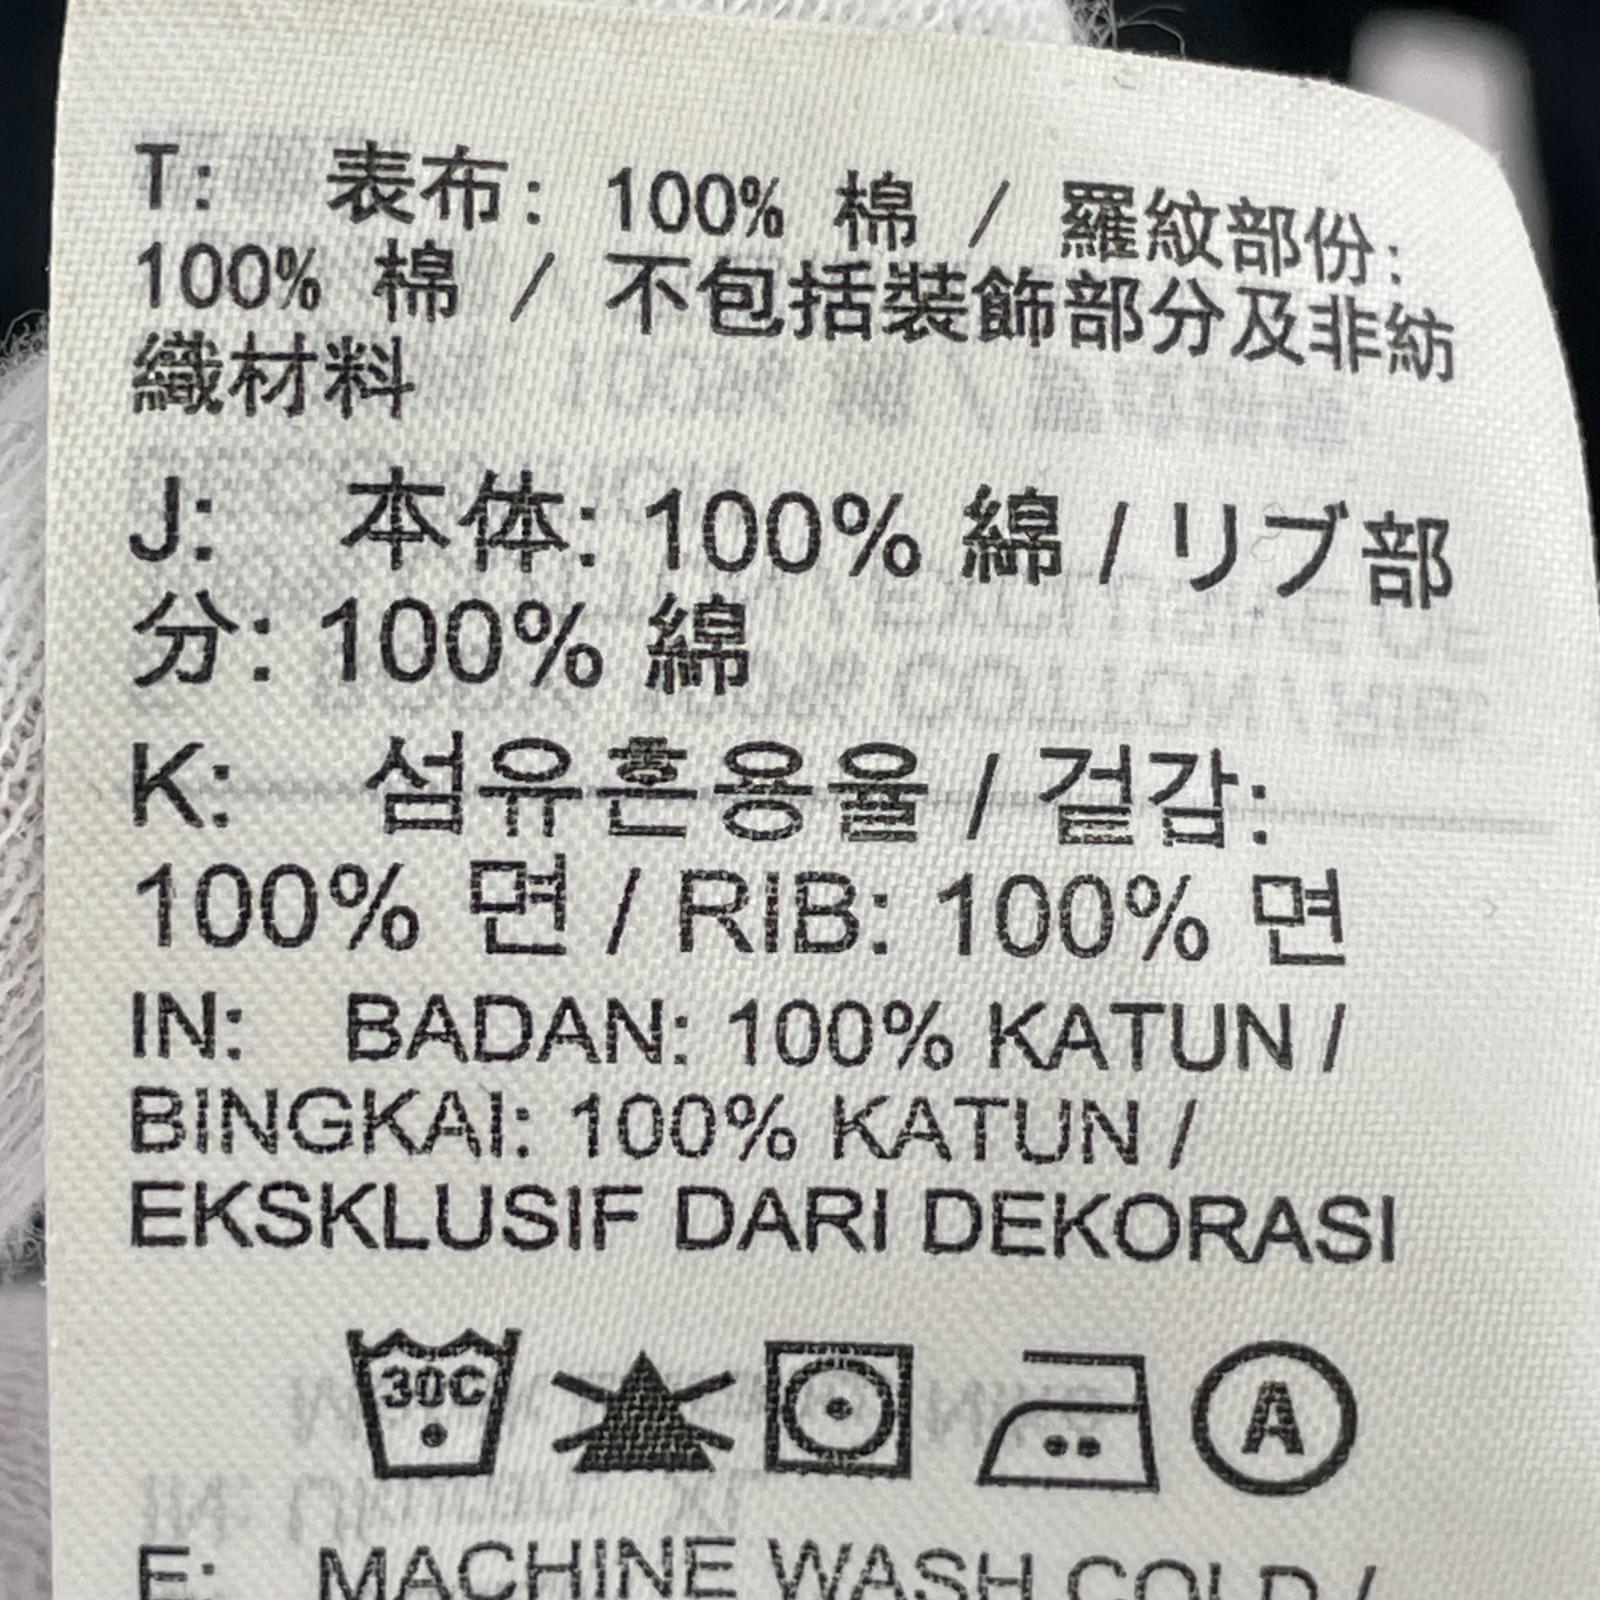 T: 表布: 100% 棉 / 羅紋部份:
100% 棉 / 不包括裝飾部分及非紡
織材料
J: 本体: 100% 綿 / リブ部
分: 100% 綿
K: 섬유혼용율 / 겉감:
100% 면 / RIB: 100% 면
IN: BADAN: 100% KATUN /
BINGKAI: 100% KATUN /
EKSKLUSIF DARI DEKORASI
30C A
E: MACHINE WASH COLD /